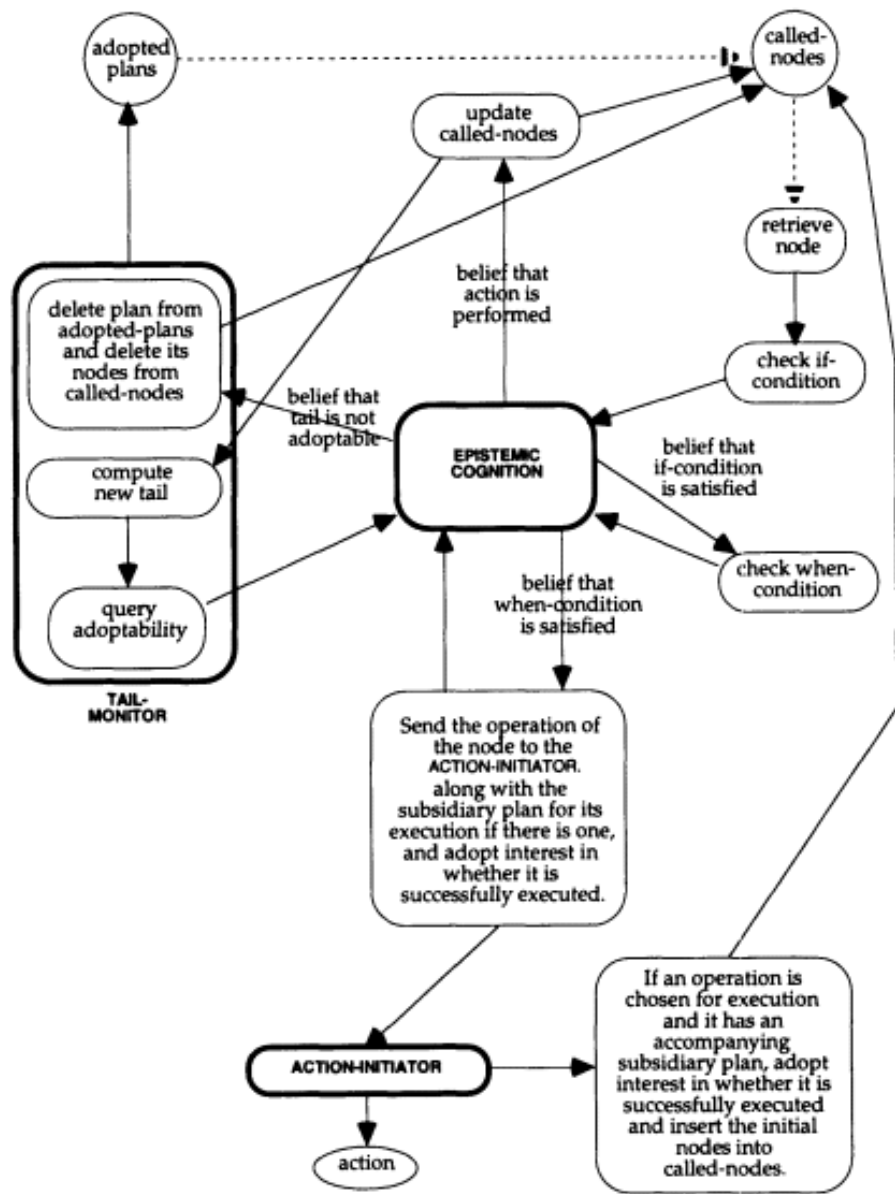 adopted
plans
called-
nodes
update
called-nodes
retrieve
node
belief that
action is
performed
delete plan from
adopted-plans
and delete its
nodes from
called-nodes
check if-
condition
belief that
tail is not
adoptable
EPISTEMIC
COGNITION
belief that
if-condition
is satisfied
compute
new tail
check when-
condition
belief that
when-condition
is satisfied
query
adoptability
TAIL-
MONITOR
Send the operation of
the node to the
ACTION-INITIATOR.
along with the
subsidiary plan for its
execution if there is one,
and adopt interest in
whether it is
successfully executed.
If an operation is
chosen for execution
and it has an
accompanying
subsidiary plan, adopt
interest in whether it is
successfully executed
and insert the initial
nodes into
called-nodes.
ACTION-INITIATOR
action